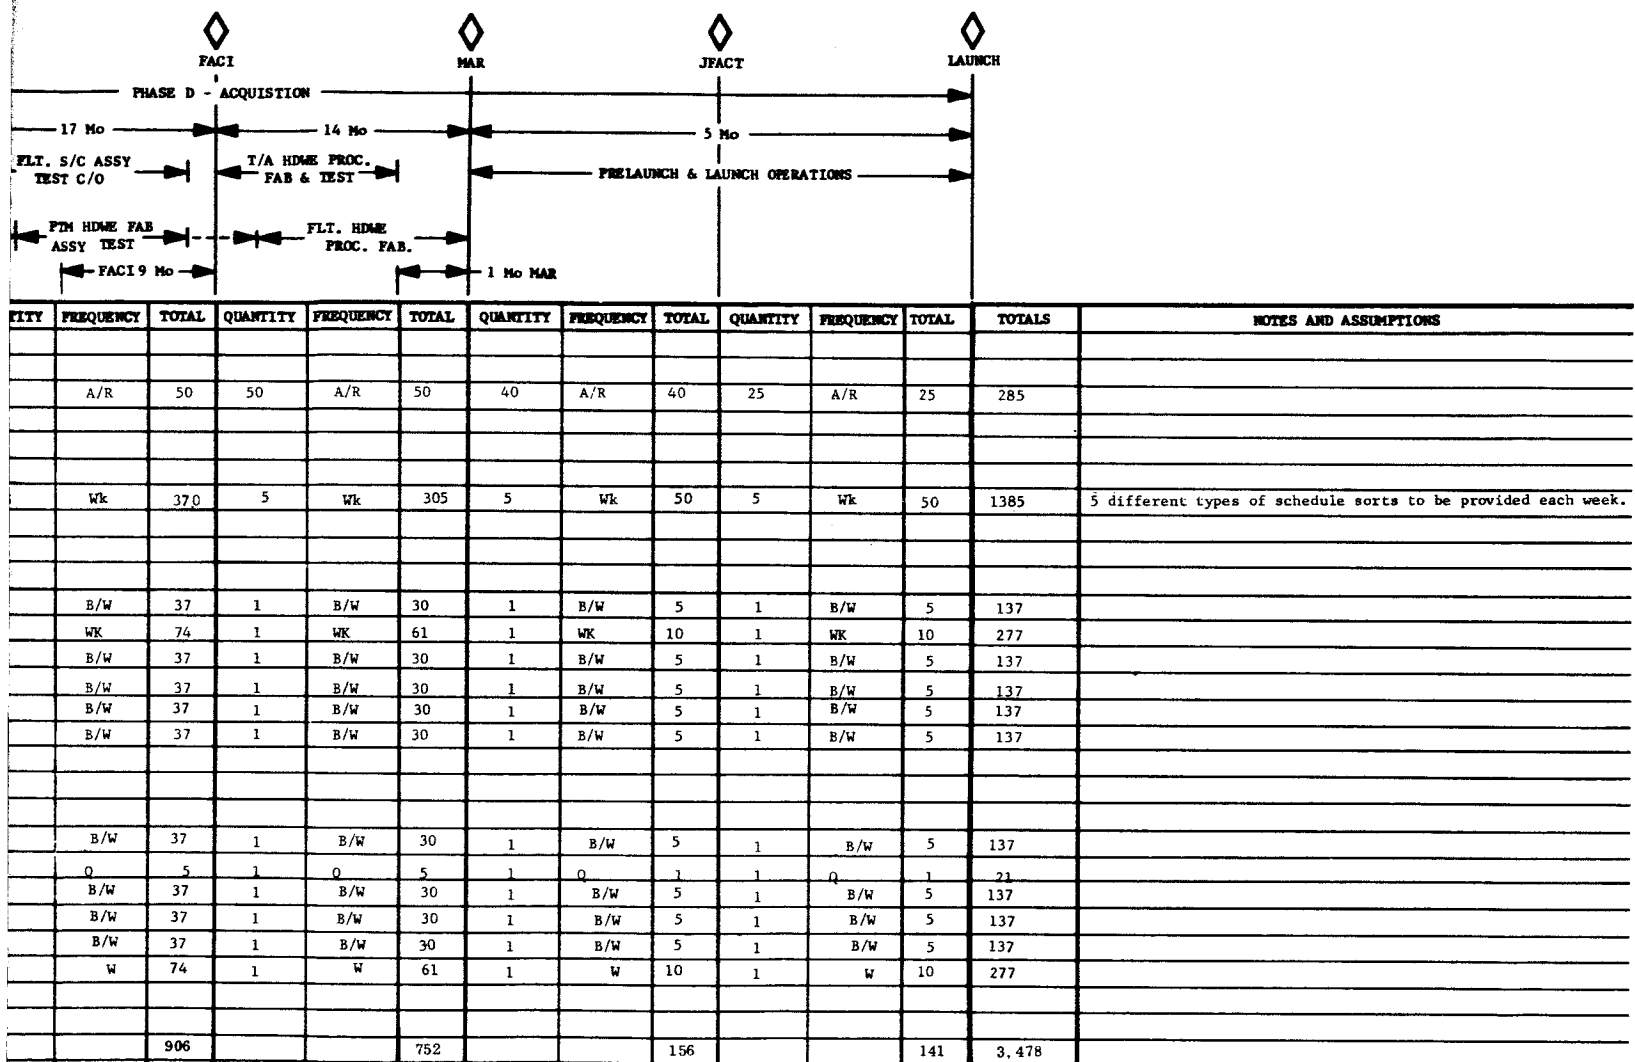 FACI MAR JFACT LAUNCH
PHASE D - ACQUISTION
17 Mo 14 Mo 5 Mo
FLT. S/C ASSY
TEST C/O
T/A HDWE PROC.
FAB & TEST
PRELAUNCH & LAUNCH OPERATIONS
PTM HDWE FAB
ASSY TEST
FLT. HDWE
PROC. FAB.
FACI 9 Mo 1 Mo MAR
TITY FREQUENCY TOTAL QUANTITY FREQUENCY TOTAL QUANTITY FREQUENCY TOTAL QUANTITY FREQUENCY TOTAL TOTALS NOTES AND ASSUMPTIONS
A/R 50 50 A/R 50 40 A/R 40 25 A/R 25 285
Wk 370 5 Wk 305 5 Wk 50 5 Wk 50 1385 5 different types of schedule sorts to be provided each week.
B/W 37 1 B/W 30 1 B/W 5 1 B/W 5 137
WK 74 1 WK 61 1 WK 10 1 WK 10 277
B/W 37 1 B/W 30 1 B/W 5 1 B/W 5 137
B/W 37 1 B/W 30 1 B/W 5 1 B/W 5 137
B/W 37 1 B/W 30 1 B/W 5 1 B/W 5 137
B/W 37 1 B/W 30 1 B/W 5 1 B/W 5 137
B/W 37 1 B/W 30 1 B/W 5 1 B/W 5 137
Q 5 1 Q 5 1 Q 1 1 Q 1 21
B/W 37 1 B/W 30 1 B/W 5 1 B/W 5 137
B/W 37 1 B/W 30 1 B/W 5 1 B/W 5 137
B/W 37 1 B/W 30 1 B/W 5 1 B/W 5 137
W 74 1 W 61 1 W 10 1 W 10 277
906 752 156 141 3,478